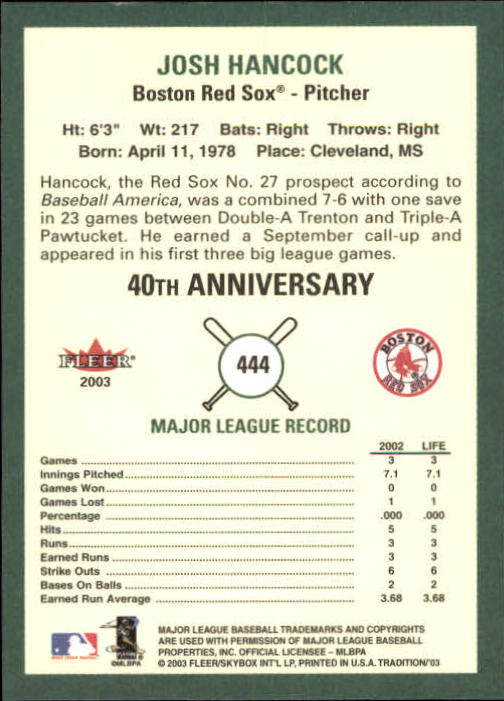 JOSH HANCOCK
Boston Red Sox® - Pitcher
Ht: 6'3" Wt: 217 Bats: Right Throws: Right
Born: April 11, 1978 Place: Cleveland, MS
Hancock, the Red Sox No. 27 prospect according to
Baseball America, was a combined 7-6 with one save
in 23 games between Double-A Trenton and Triple-A
Pawtucket. He earned a September call-up and
appeared in his first three big league games.
40TH ANNIVERSARY
FLEER®
2003
444
BOSTON
RED SOX
MAJOR LEAGUE RECORD
2002 LIFE
Games 3 3
Innings Pitched 7.1 7.1
Games Won 0 0
Games Lost 1 1
Percentage .000 .000
Hits 5 5
Runs 3 3
Earned Runs 3 3
Strike Outs 6 6
Bases On Balls 2 2
Earned Run Average 3.68 3.68
©MLBPA
MAJOR LEAGUE BASEBALL TRADEMARKS AND COPYRIGHTS
ARE USED WITH PERMISSION OF MAJOR LEAGUE BASEBALL
PROPERTIES, INC. OFFICIAL LICENSEE - MLBPA
© 2003 FLEER/SKYBOX INT'L LP, PRINTED IN U.S.A. TRADITION/'03